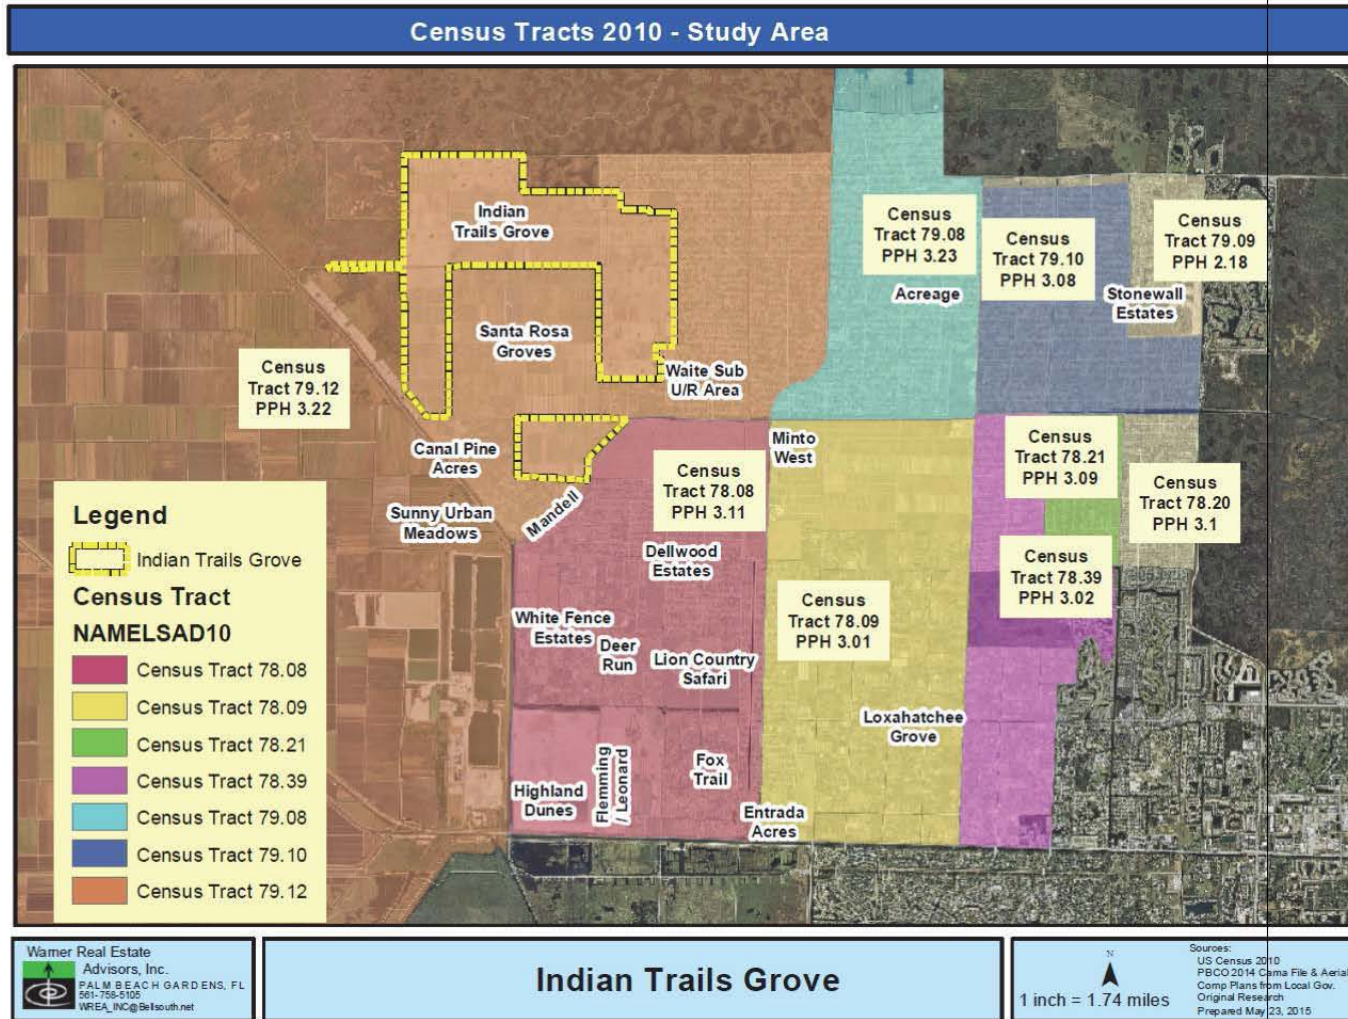 Census Tracts 2010 - Study Area
Indian
Trails Grove
Census
Tract 79.08
PPH 3.23
Census
Tract 79.10
PPH 3.08
Census
Tract 79.09
PPH 2.18
Acreage
Stonewall
Estates
Santa Rosa
Groves
Census
Tract 79.12
PPH 3.22
Waite Sub
U/R Area
Canal Pine
Acres
Minto
West
Census
Tract 78.08
PPH 3.11
Census
Tract 78.21
PPH 3.09
Census
Tract 78.20
PPH 3.1
Sunny Urban
Meadows
Mandell
Dellwood
Estates
Census
Tract 78.39
PPH 3.02
Census
Tract 78.09
PPH 3.01
White Fence
Estates
Deer
Run
Lion Country
Safari
Loxahatchee
Grove
Highland
Dunes
Flemming
/ Leonard
Fox
Trail
Entrada
Acres
Legend
Indian Trails Grove
Census Tract
NAMELSAD10
Census Tract 78.08
Census Tract 78.09
Census Tract 78.21
Census Tract 78.39
Census Tract 79.08
Census Tract 79.10
Census Tract 79.12
Warner Real Estate
Advisors, Inc.
PALM BEACH GARDENS, FL
561-758-5105
WREA_INC@Bellsouth.net
Indian Trails Grove
N
1 inch = 1.74 miles
Sources:
US Census 2010
PBCO 2014 Cama File & Aerial
Comp Plans from Local Gov.
Original Research
Prepared May 23, 2015